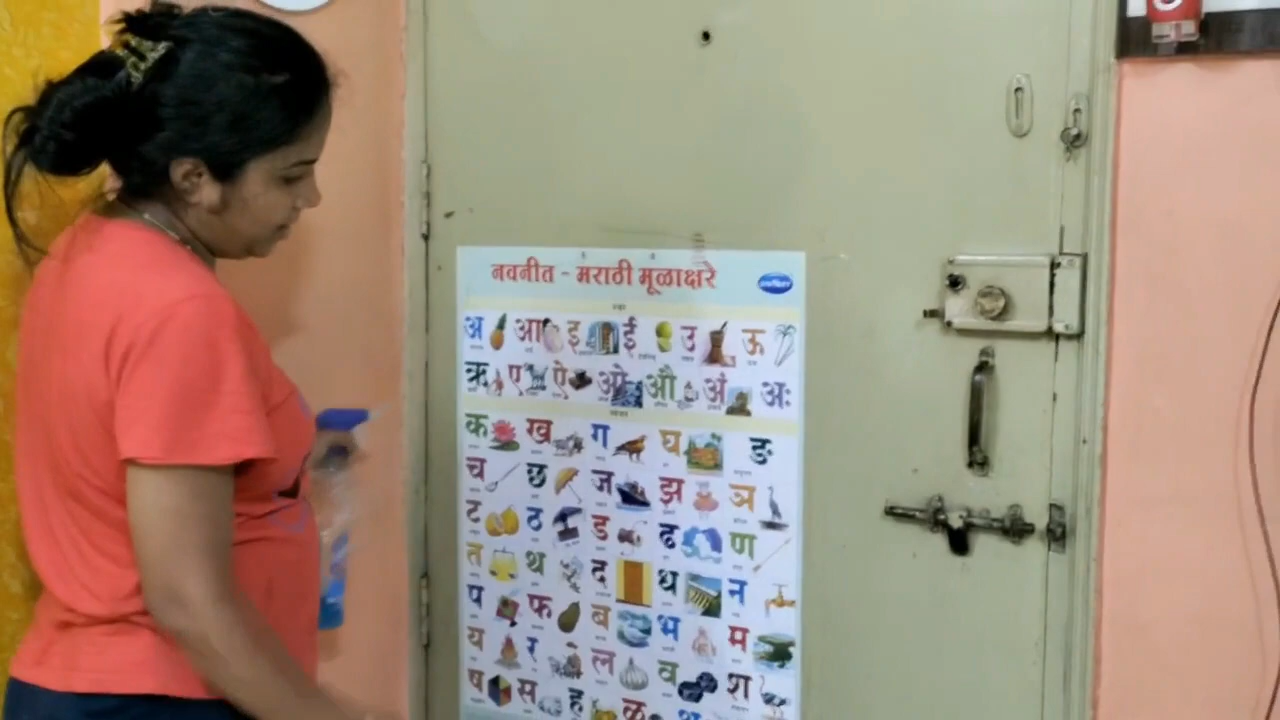 नवनीत - मराठी मूळाक्षरे
अ आ इ ई उ ऊ
ऋ ए ऐ ओ औ अं अः
क ख ग घ ङ
च छ ज झ ञ
ट ठ ड ढ ण
त थ द ध न
प फ ब भ म
य र ल व श
ष स ह ळ क्ष